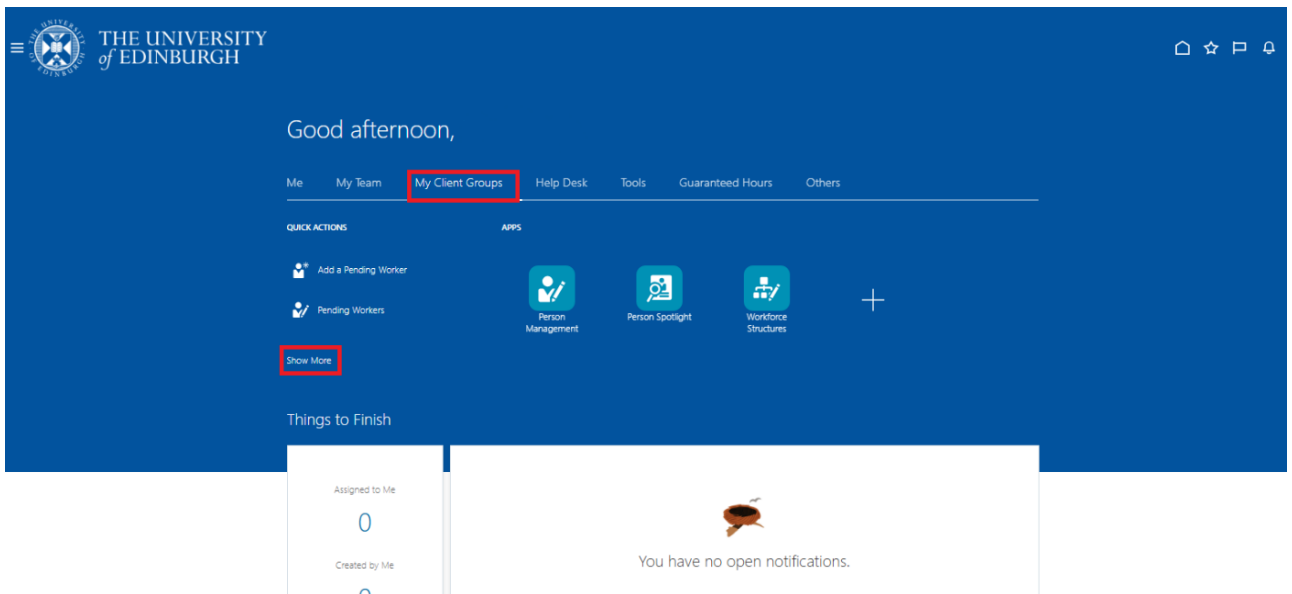 THE UNIVERSITY
of EDINBURGH
Good afternoon,
Me My Team My Client Groups Help Desk Tools Guaranteed Hours Others
QUICK ACTIONS APPS
Add a Pending Worker
Pending Workers
Person
Management
Person Spotlight
Workforce
Structures
Show More
Things to Finish
Assigned to Me
0
Created by Me
You have no open notifications.